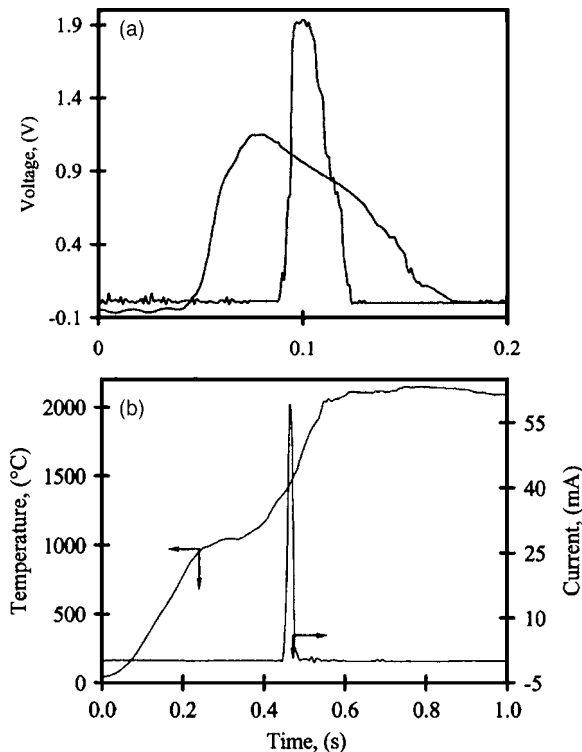 (a)
1.9
1.4
0.9
0.4
-0.1
Voltage, (V)
0 0.1 0.2
(b)
2000
1500
1000
500
0
Temperature, (°C)
55
40
25
10
-5
Current, (mA)
0.0 0.2 0.4 0.6 0.8 1.0
Time, (s)